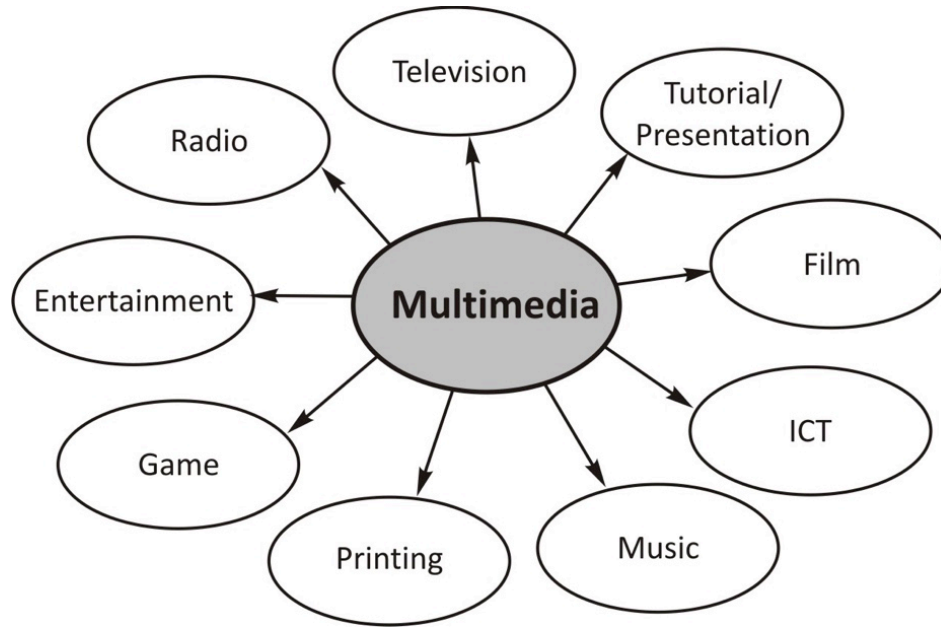 Television
Tutorial/
Presentation
Radio
Film
Entertainment
Multimedia
ICT
Game
Music
Printing